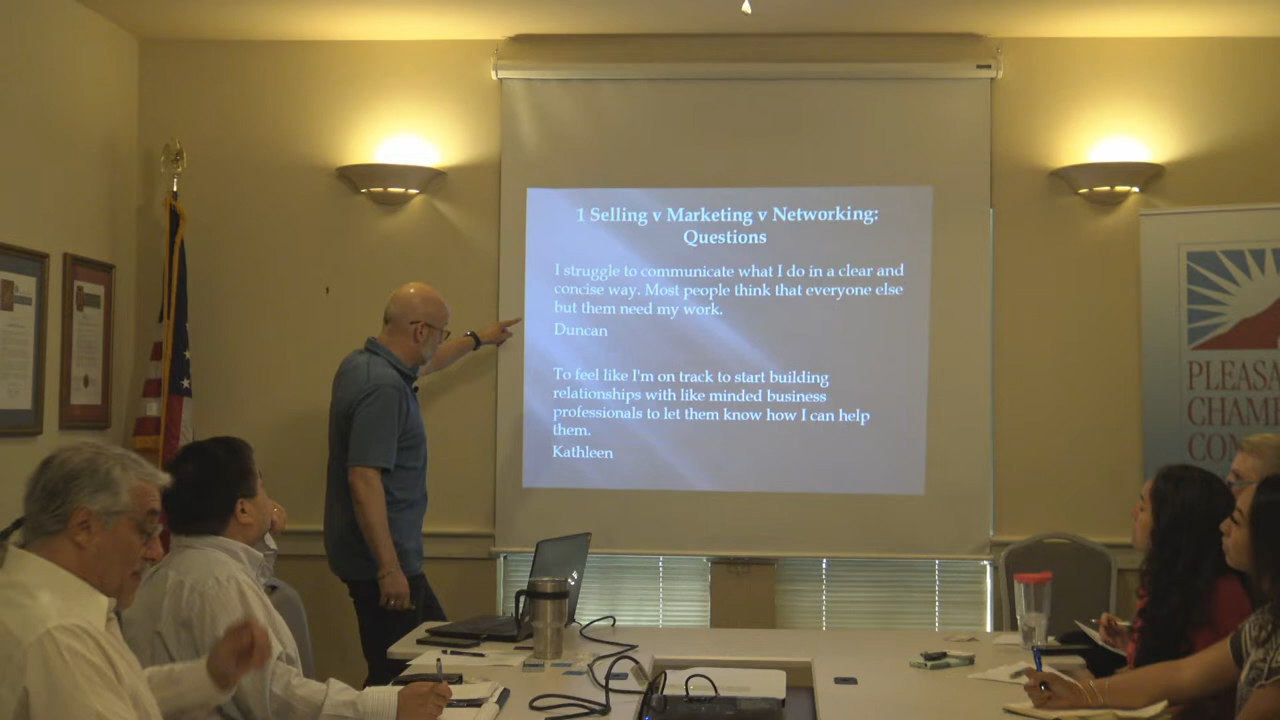 1 Selling v Marketing v Networking:
Questions
I struggle to communicate what I do in a clear and
concise way. Most people think that everyone else
but them need my work.
Duncan
To feel like I'm on track to start building
relationships with like minded business
professionals to let them know how I can help
them.
Kathleen
PLEASA
CHAM
CO